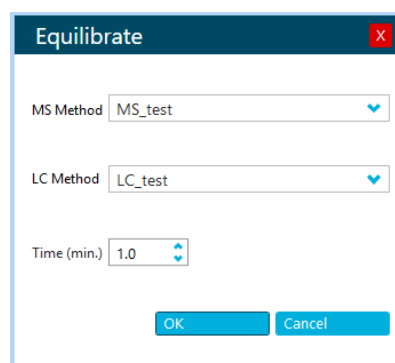 Equilibrate X
MS Method MS_test
LC Method LC_test
Time (min.) 1.0
OK Cancel